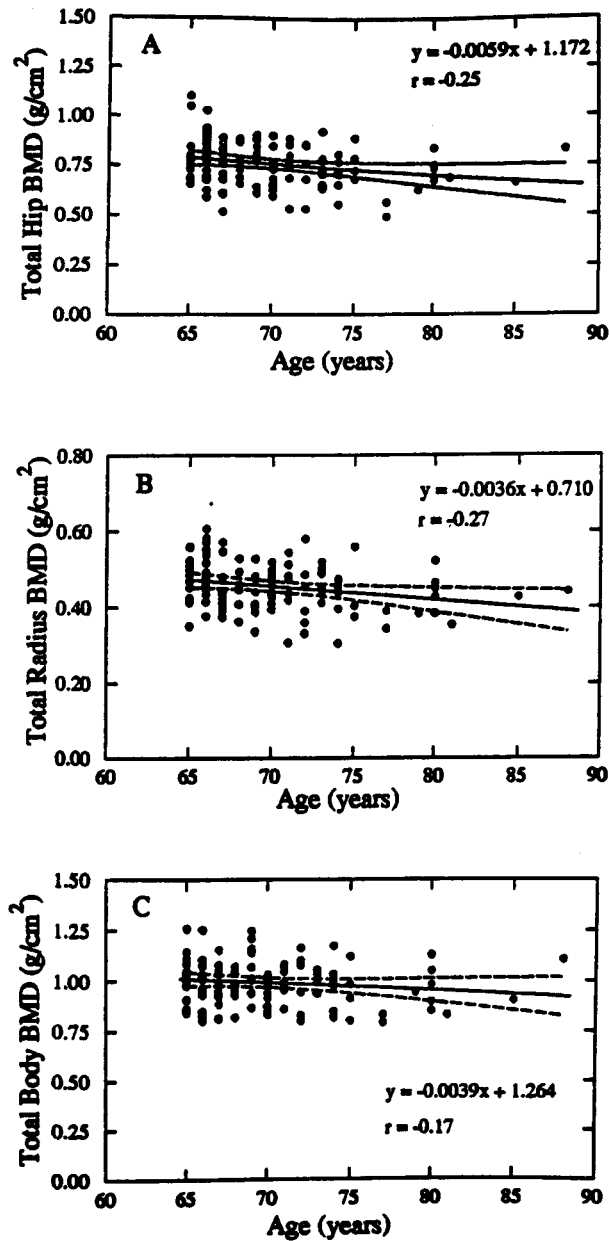 A
y = -0.0059x + 1.172
r = -0.25
Total Hip BMD (g/cm²)
1.50
1.25
1.00
0.75
0.50
0.25
0.00
60 65 70 75 80 85 90
Age (years)
B
y = -0.0036x + 0.710
r = -0.27
Total Radius BMD (g/cm²)
0.80
0.60
0.40
0.20
0.00
60 65 70 75 80 85 90
Age (years)
C
Total Body BMD (g/cm²)
1.50
1.25
1.00
0.75
0.50
0.25
0.00
y = -0.0039x + 1.264
r = -0.17
60 65 70 75 80 85 90
Age (years)